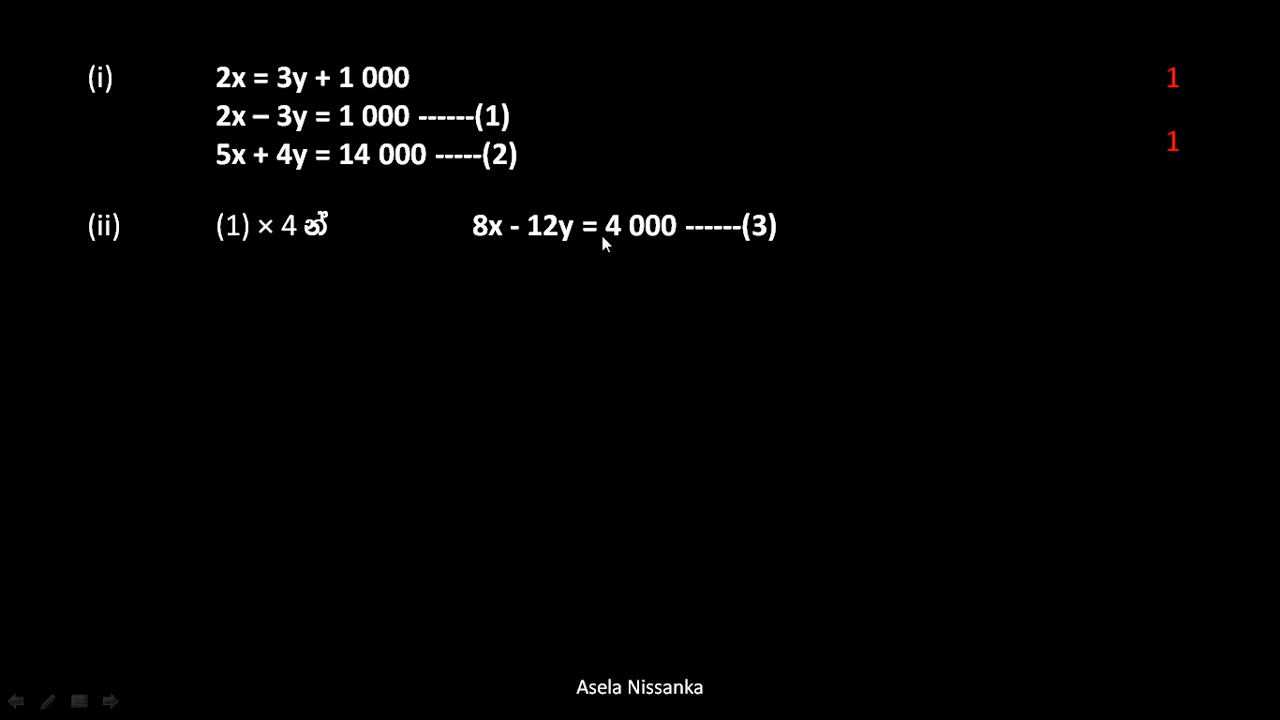 (i) 2x = 3y + 1 000 1
2x – 3y = 1 000 ------(1)
5x + 4y = 14 000 -----(2) 1
(ii) (1) × 4 න් 8x - 12y = 4 000 ------(3)
Asela Nissanka